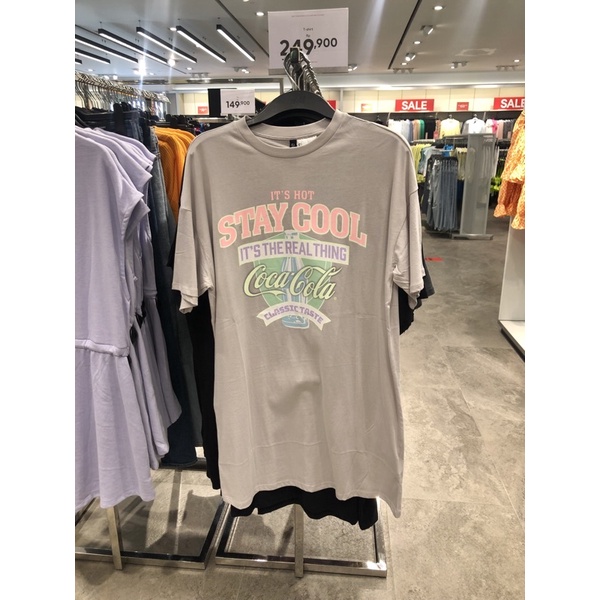 249,900
149,900
SALE
SALE
IT'S HOT
STAY COOL
IT'S THE REAL THING
Coca-Cola
CLASSIC TASTE